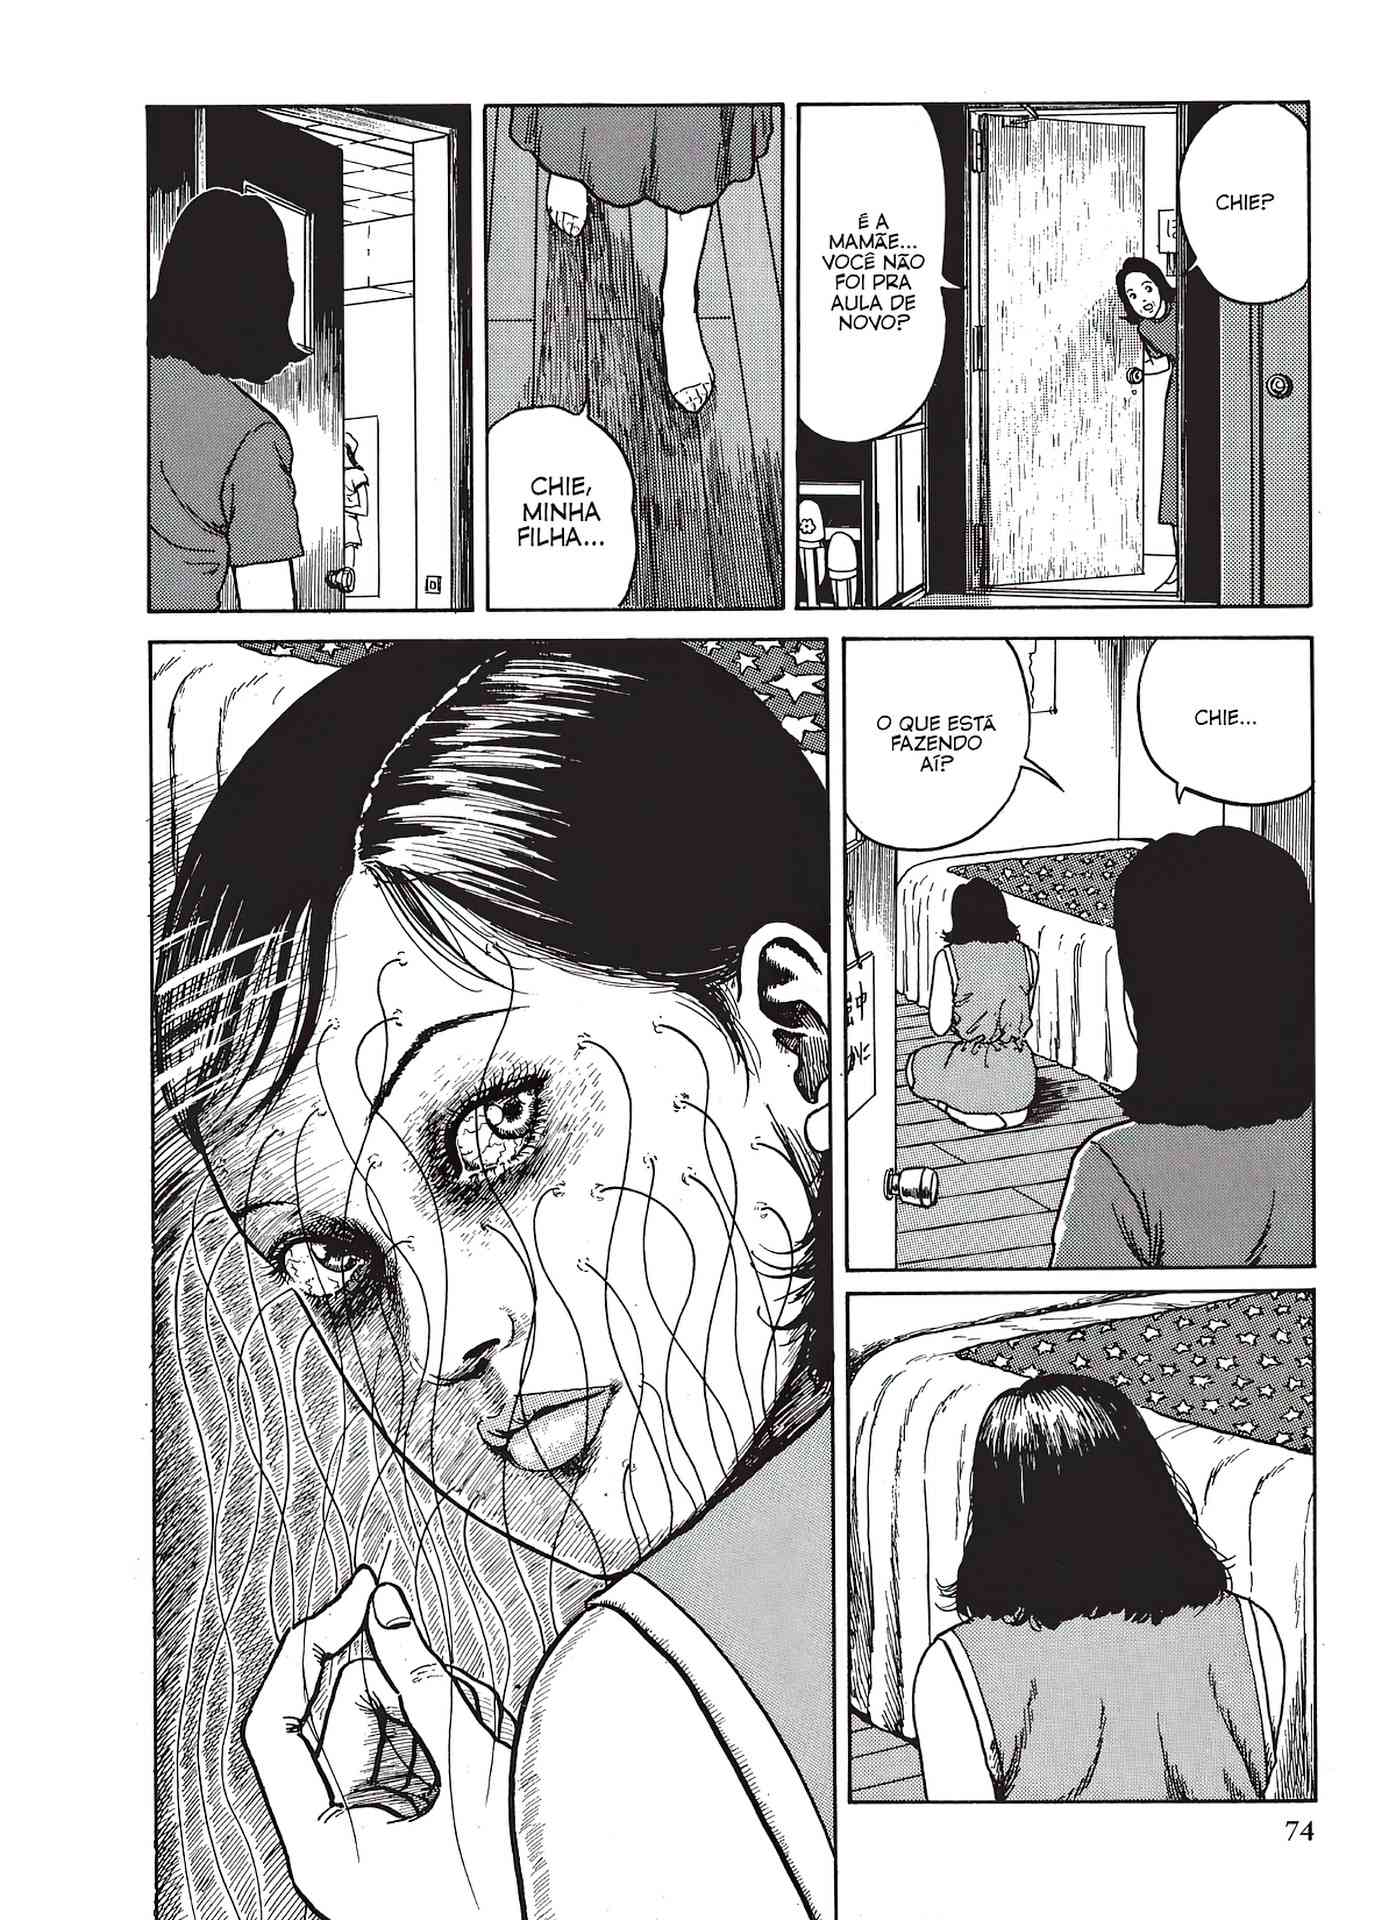 CHIE?
É A
MAMÃE...
VOCÊ NÃO
FOI PRA
AULA DE
NOVO?
CHIE,
MINHA
FILHA...
CHIE...
O QUE ESTÁ
FAZENDO
AÍ?
74